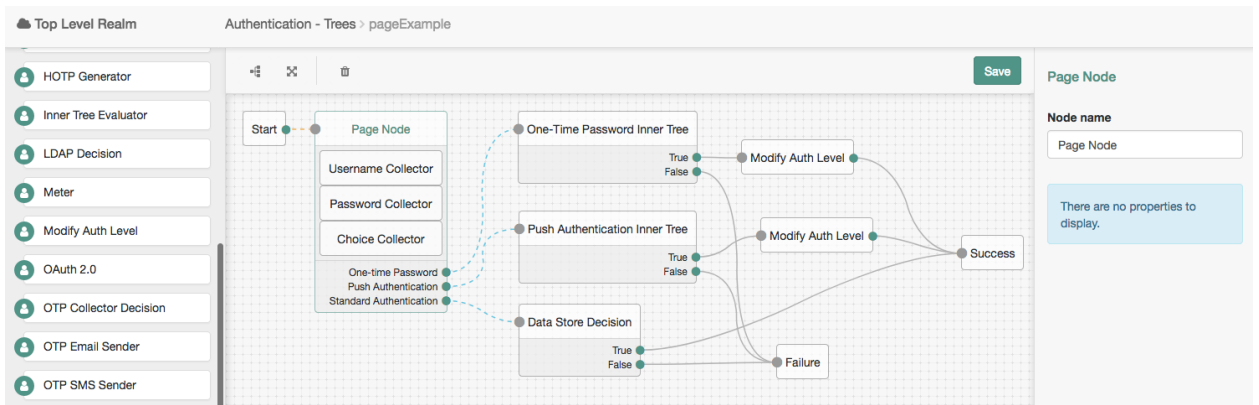 Top Level Realm
Authentication - Trees > pageExample
HOTP Generator
Inner Tree Evaluator
LDAP Decision
Meter
Modify Auth Level
OAuth 2.0
OTP Collector Decision
OTP Email Sender
OTP SMS Sender
Save
Start
Page Node
Username Collector
Password Collector
Choice Collector
One-time Password
Push Authentication
Standard Authentication
One-Time Password Inner Tree
True
False
Push Authentication Inner Tree
True
False
Data Store Decision
True
False
Modify Auth Level
Modify Auth Level
Success
Failure
Page Node
Node name
Page Node
There are no properties to
display.